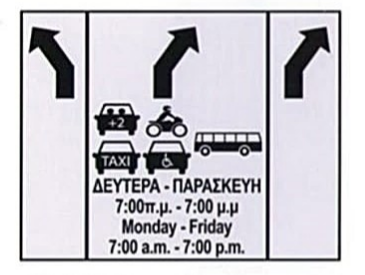 +2
TAXI
ΔΕΥΤΕΡΑ - ΠΑΡΑΣΚΕΥΗ
7:00π.μ. - 7:00 μ.μ
Monday - Friday
7:00 a.m. - 7:00 p.m.